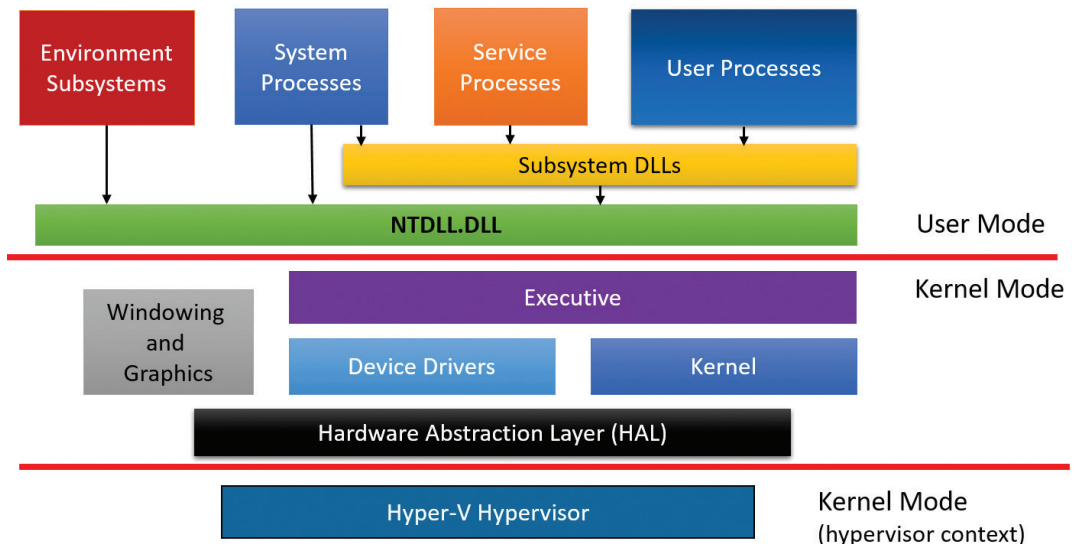 Environment
Subsystems
System
Processes
Service
Processes
User Processes
Subsystem DLLs
NTDLL.DLL
User Mode
Kernel Mode
Executive
Windowing
and
Graphics
Device Drivers
Kernel
Hardware Abstraction Layer (HAL)
Hyper-V Hypervisor
Kernel Mode
(hypervisor context)